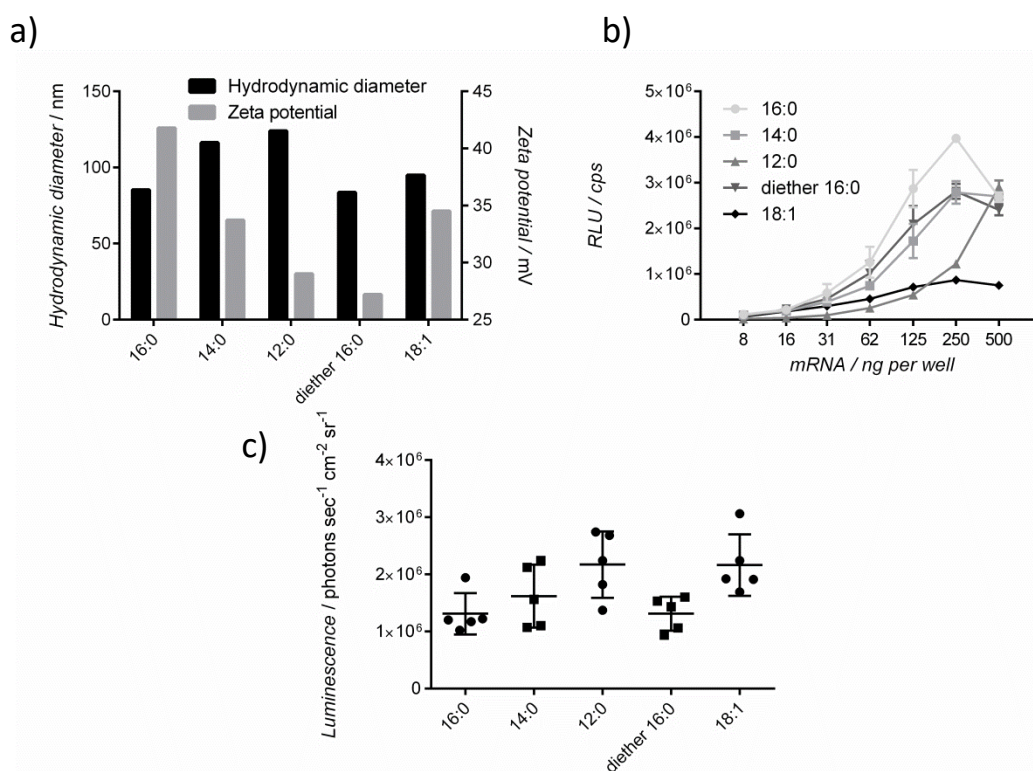 a)
Hydrodynamic diameter / nm
150
100
50
0
Hydrodynamic diameter
Zeta potential
45
40
35
29
25
Zeta potential / mV
16:0
14:0
12:0
diether 16:0
18:1
b)
RLU / cps
5×10⁶
4×10⁶
3×10⁶
2×10⁶
1×10⁶
0
16:0
14:0
12:0
diether 16:0
18:1
8 16 31 62 125 250 500
mRNA / ng per well
c)
Luminescence / photons sec⁻¹ cm⁻² sr⁻¹
4×10⁶
3×10⁶
2×10⁶
1×10⁶
0
16:0
14:0
12:0
diether 16:0
18:1